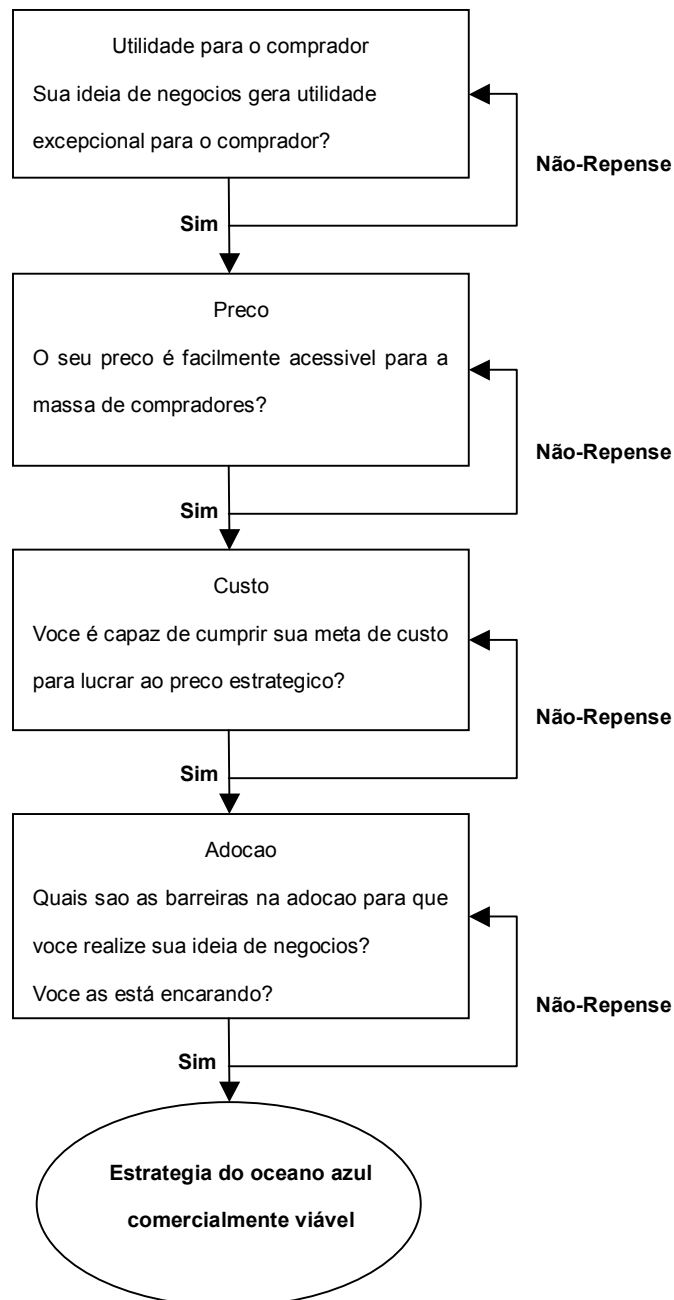 Utilidade para o comprador
Sua ideia de negocios gera utilidade
excepcional para o comprador?
Não-Repense
Sim
Preco
O seu preco é facilmente acessivel para a
massa de compradores?
Não-Repense
Sim
Custo
Voce é capaz de cumprir sua meta de custo
para lucrar ao preco estrategico?
Não-Repense
Sim
Adocao
Quais sao as barreiras na adocao para que
voce realize sua ideia de negocios?
Voce as está encarando?
Não-Repense
Sim
Estrategia do oceano azul
comercialmente viável